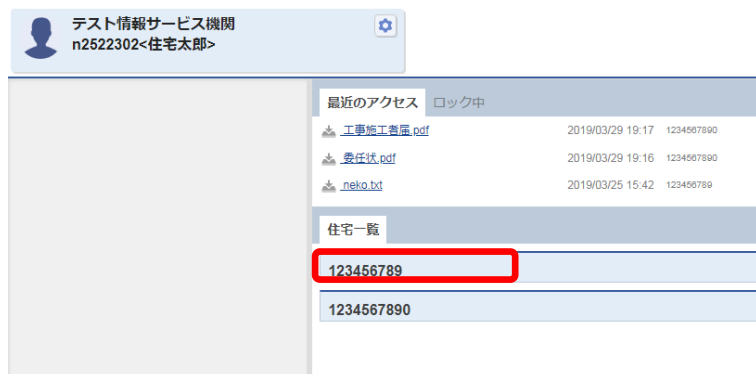 テスト情報サービス機関
n2522302<住宅太郎>
最近のアクセス ロック中
工事施工者届.pdf 2019/03/29 19:17 1234567890
委任状.pdf 2019/03/29 19:16 1234567890
neko.txt 2019/03/25 15:42 123456789
住宅一覧
123456789
1234567890